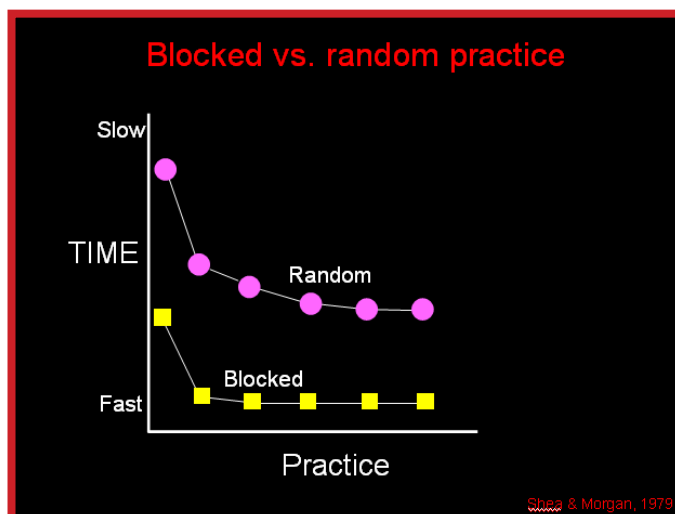 Blocked vs. random practice
Slow
TIME
Random
Blocked
Fast
Practice
Shea & Morgan, 1979